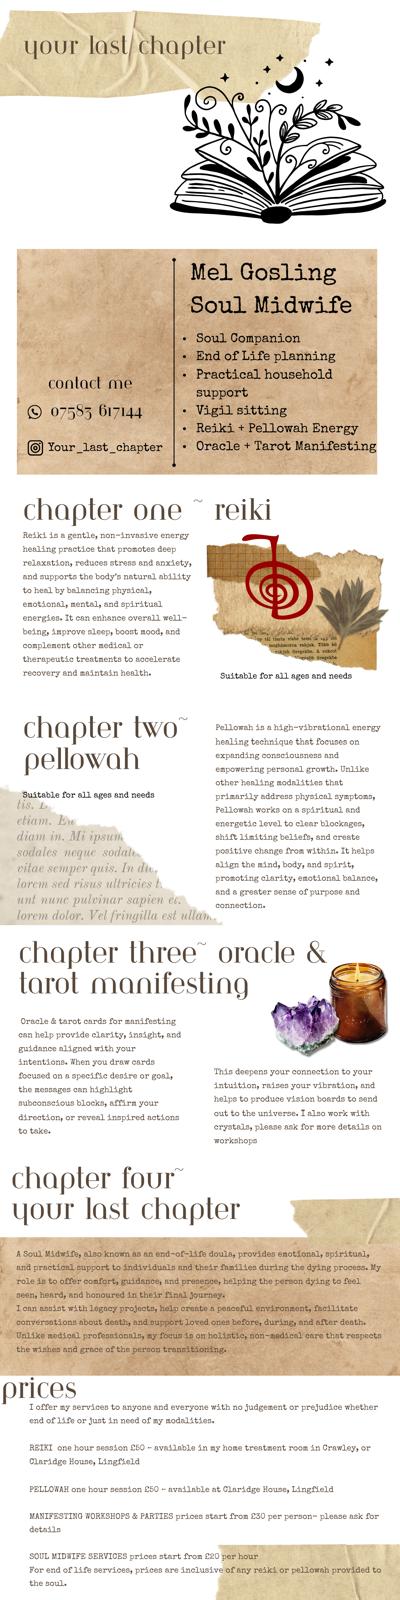 your last chapter
Mel Gosling
Soul Midwife
• Soul Companion
• End of Life planning
• Practical household
support
• Vigil sitting
• Reiki + Pellowah Energy
• Oracle + Tarot Manifesting
contact me
07583 617144
Your_last_chapter
chapter one ~ reiki
Reiki is a gentle, non-invasive energy
healing practice that promotes deep
relaxation, reduces stress and anxiety,
and supports the body's natural ability
to heal by balancing physical,
emotional, mental, and spiritual
energies. It can enhance overall well-
being, improve sleep, boost mood, and
complement other medical or
therapeutic treatments to accelerate
recovery and maintain health.
Suitable for all ages and needs
chapter two~
pellowah
Suitable for all ages and needs
tis. D
etiam. Eu
diam in. Mi ipsum
sodales neque sodale
vitae semper quis. In di
lorem sed risus ultricies t
unt nunc pulvinar sapien e
lorem dolor. Vel fringilla est ullam
Pellowah is a high-vibrational energy
healing technique that focuses on
expanding consciousness and
empowering personal growth. Unlike
other healing modalities that
primarily address physical symptoms,
Pellowah works on a spiritual and
energetic level to clear blockages,
shift limiting beliefs, and create
positive change from within. It helps
align the mind, body, and spirit,
promoting clarity, emotional balance,
and a greater sense of purpose and
connection.
chapter three~ oracle &
tarot manifesting
Oracle & tarot cards for manifesting
can help provide clarity, insight, and
guidance aligned with your
intentions. When you draw cards
focused on a specific desire or goal,
the messages can highlight
subconscious blocks, affirm your
direction, or reveal inspired actions
to take.
This deepens your connection to your
intuition, raises your vibration, and
helps to produce vision boards to send
out to the universe. I also work with
crystals, please ask for more details on
workshops
chapter four~
your last chapter
A Soul Midwife, also known as an end-of-life doula, provides emotional, spiritual,
and practical support to individuals and their families during the dying process. My
role is to offer comfort, guidance, and presence, helping the person dying to feel
seen, heard, and honoured in their final journey.
I can assist with legacy projects, help create a peaceful environment, facilitate
conversations about death, and support loved ones before, during, and after death.
Unlike medical professionals, my focus is on holistic, non-medical care that respects
the wishes and grace of the person transitioning.
prices
I offer my services to anyone and everyone with no judgement or prejudice whether
end of life or just in need of my modalities.
REIKI one hour session £50 - available in my home treatment room in Crawley, or
Claridge House, Lingfield
PELLOWAH one hour session £50 - available at Claridge House, Lingfield
MANIFESTING WORKSHOPS & PARTIES prices start from £30 per person- please ask for
details
SOUL MIDWIFE SERVICES prices start from £20 per hour
For end of life services, prices are inclusive of any reiki or pellowah provided to
the soul.